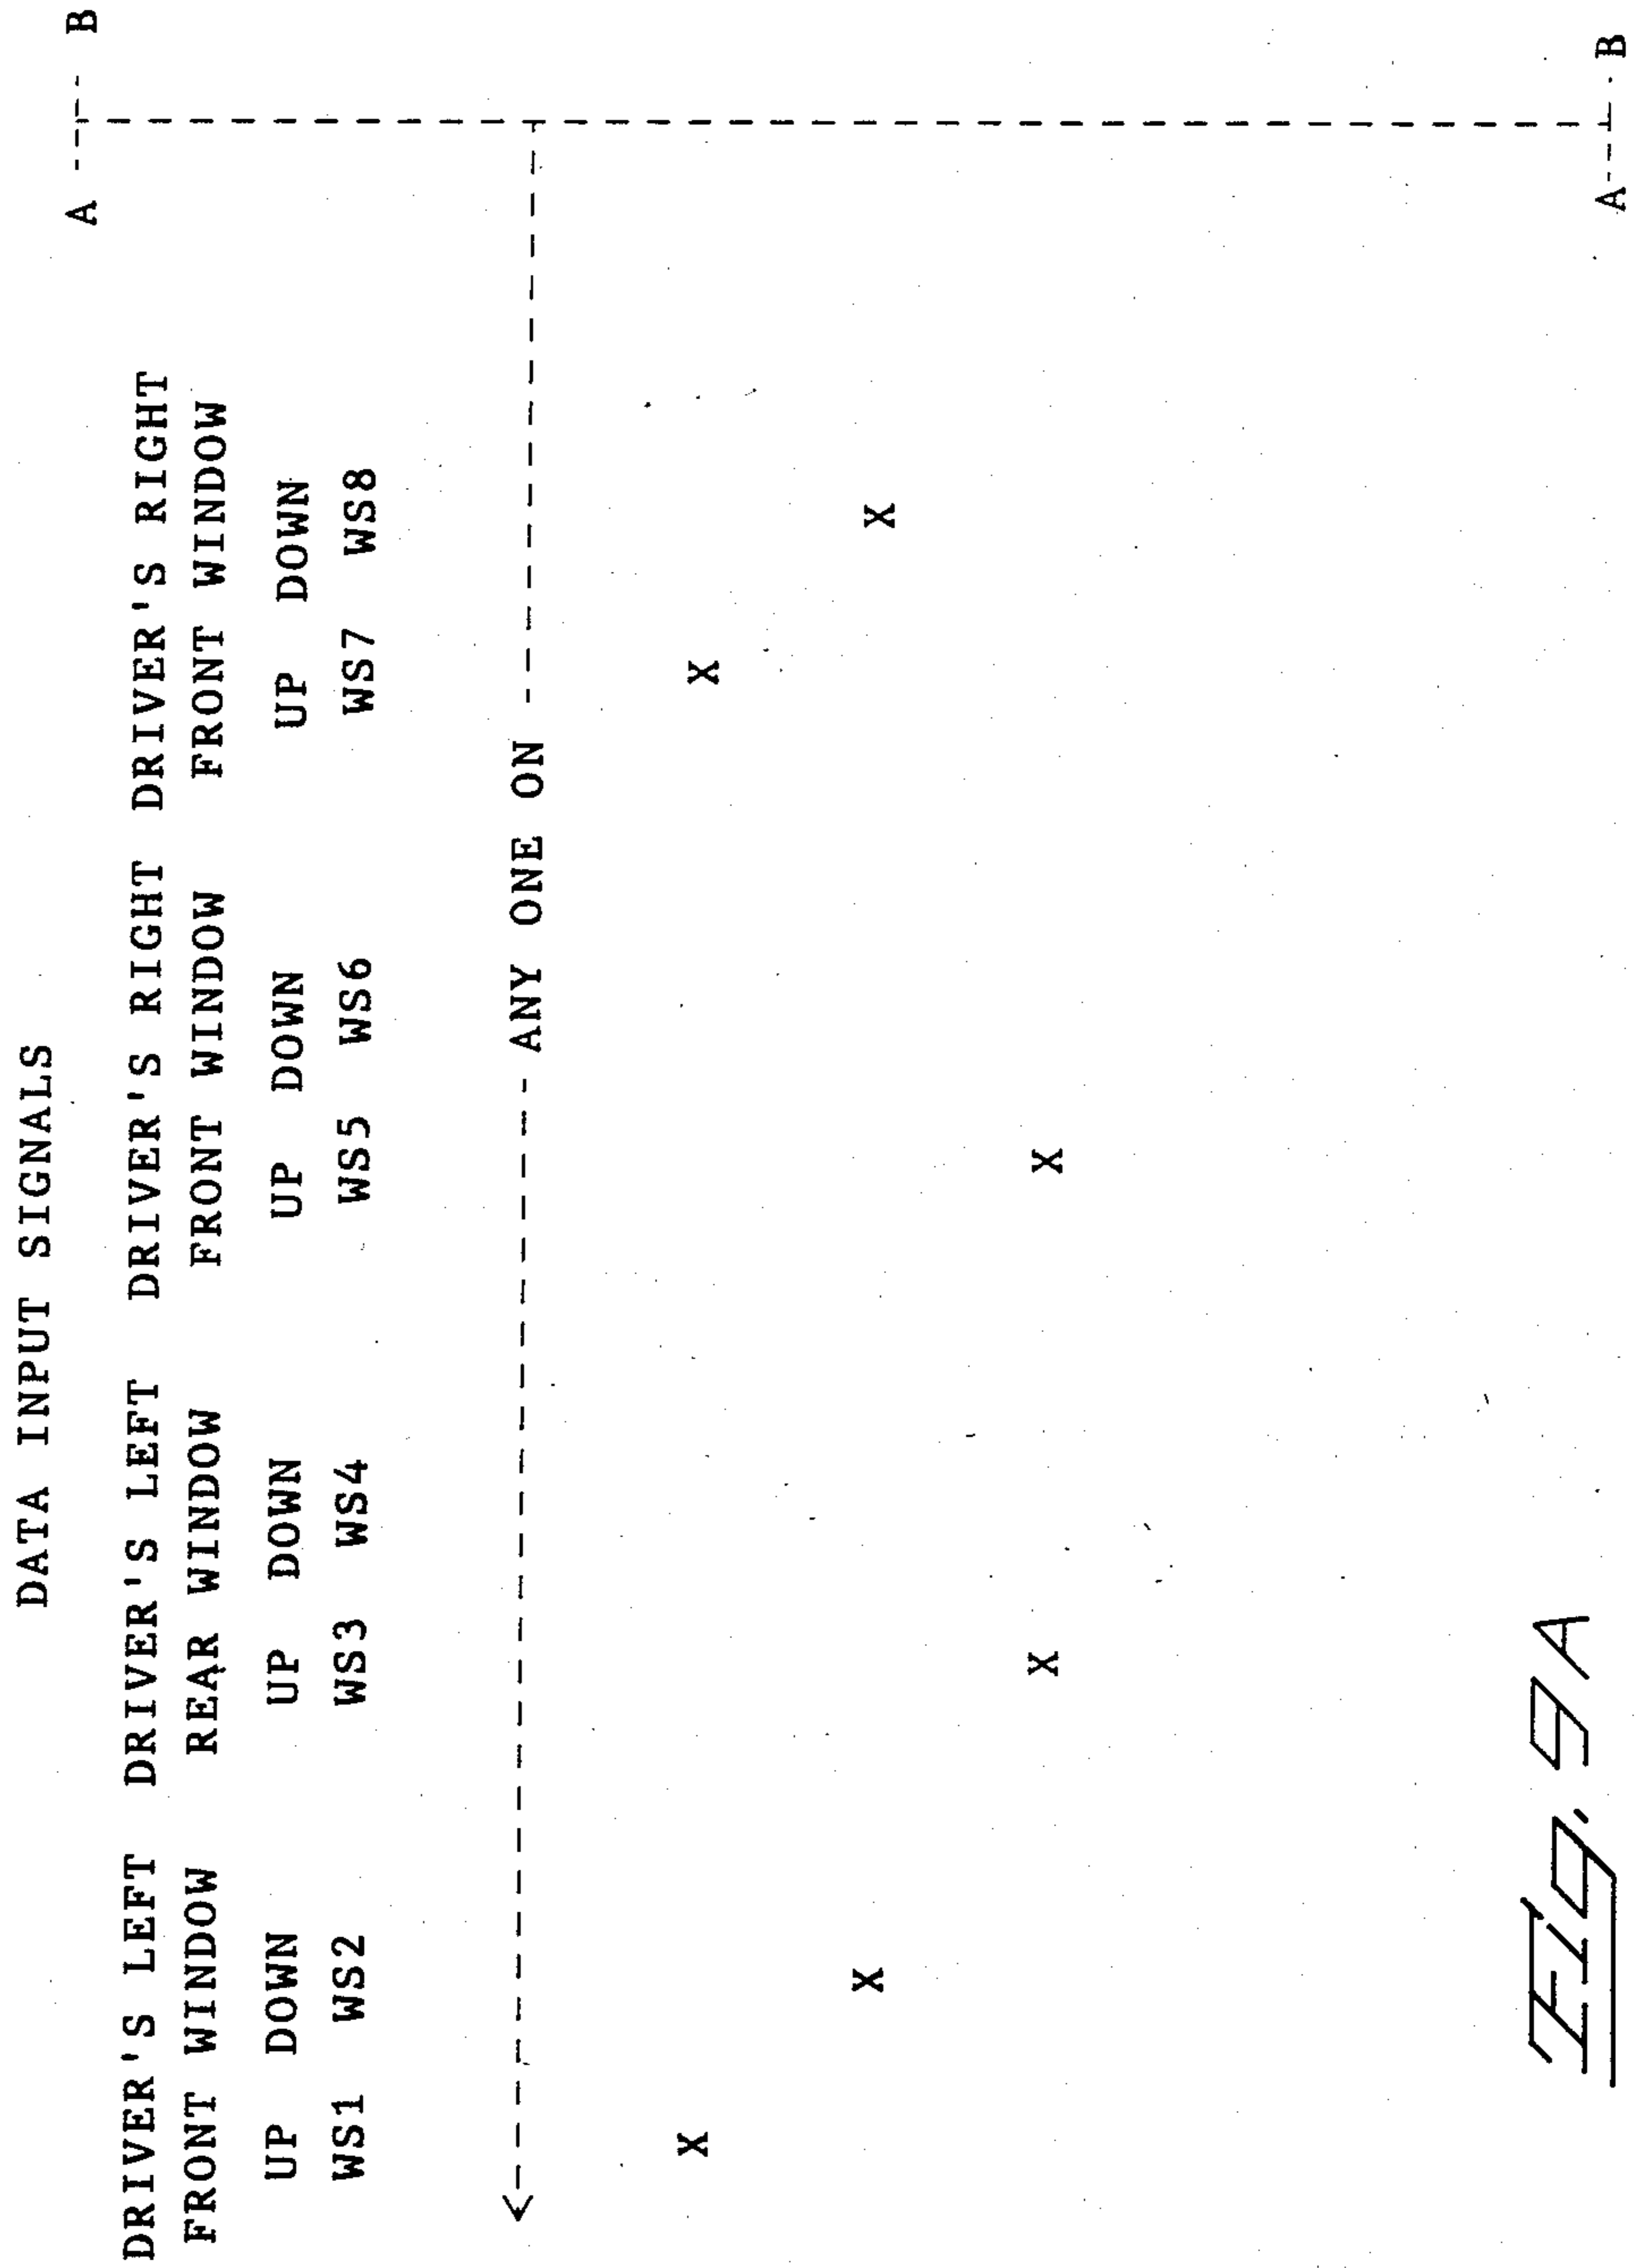 DATA INPUT SIGNALS
A ----- B
DRIVER'S LEFT DRIVER'S LEFT DRIVER'S RIGHT DRIVER'S RIGHT
FRONT WINDOW REAR WINDOW FRONT WINDOW FRONT WINDOW
UP DOWN UP DOWN UP DOWN UP DOWN
WS1 WS2 WS3 WS4 WS5 WS6 WS7 WS8
ANY ONE ON
X X
X X
X X
Fig. 9A
A ----- B